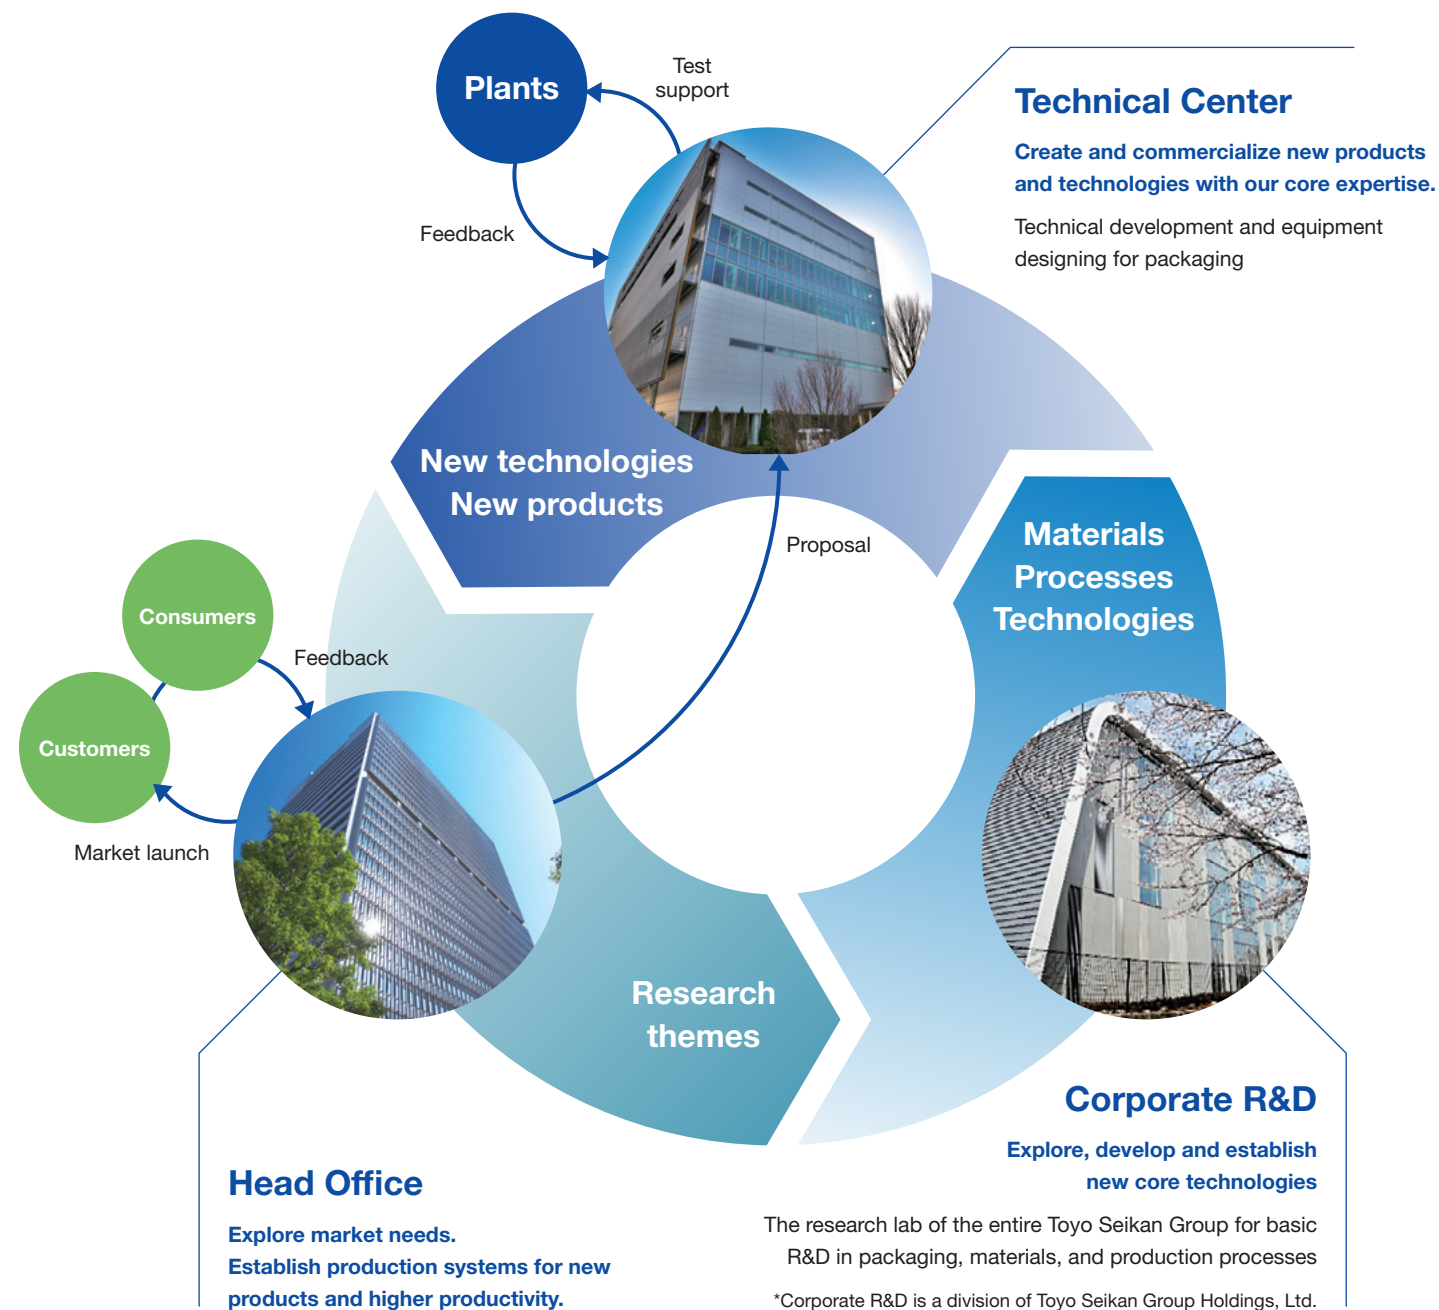 Plants
Test
support
Feedback
Technical Center
Create and commercialize new products
and technologies with our core expertise.
Technical development and equipment
designing for packaging
New technologies
New products
Proposal
Materials
Processes
Technologies
Consumers
Feedback
Customers
Market launch
Research
themes
Corporate R&D
Explore, develop and establish
new core technologies
The research lab of the entire Toyo Seikan Group for basic
R&D in packaging, materials, and production processes
*Corporate R&D is a division of Toyo Seikan Group Holdings, Ltd.
Head Office
Explore market needs.
Establish production systems for new
products and higher productivity.